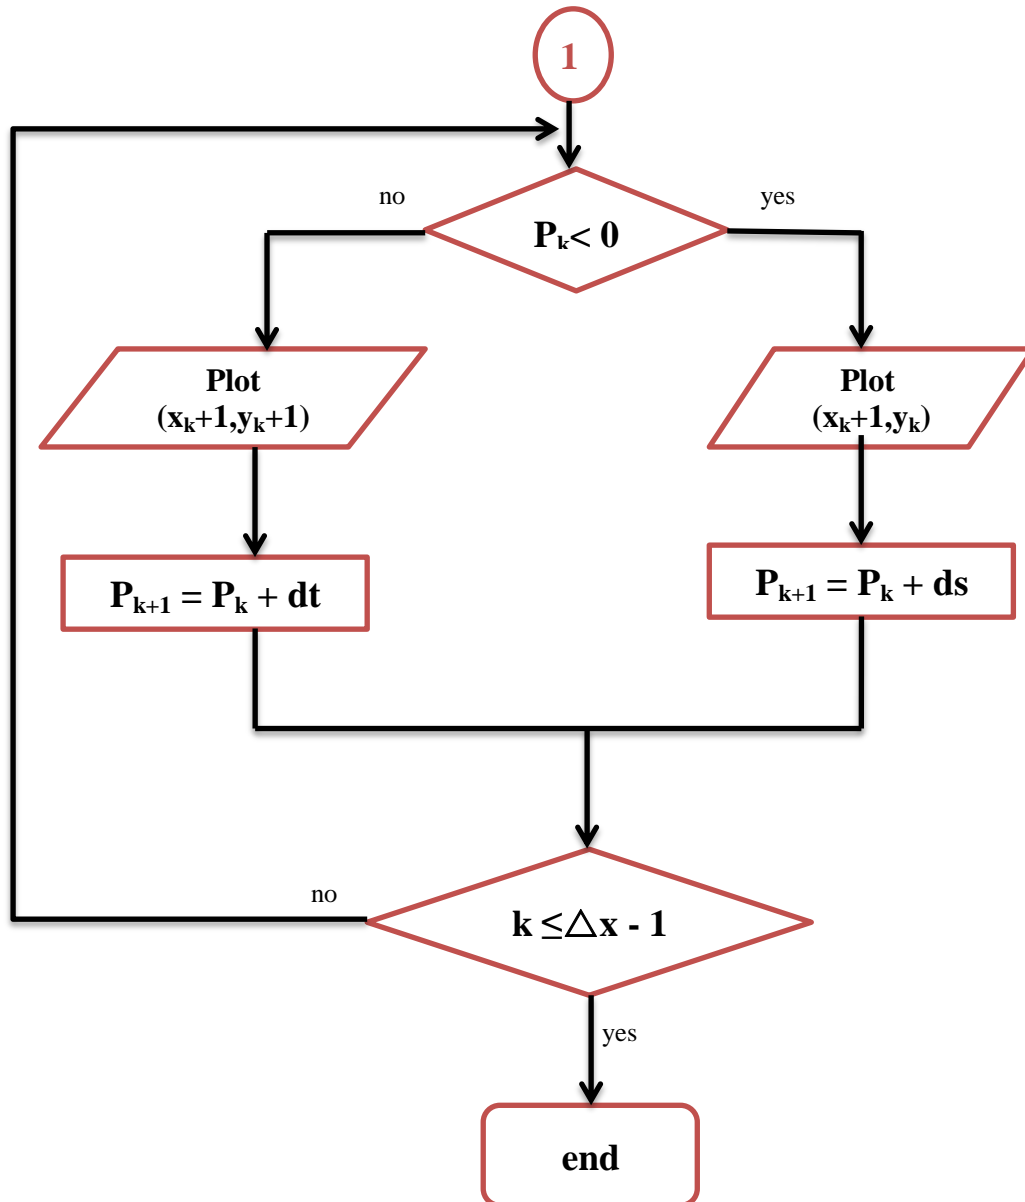 1
no
yes
Pk< 0
Plot
(xk+1,yk+1)
Plot
(xk+1,yk)
Pk+1 = Pk + dt
Pk+1 = Pk + ds
no
k ≤△x - 1
yes
end